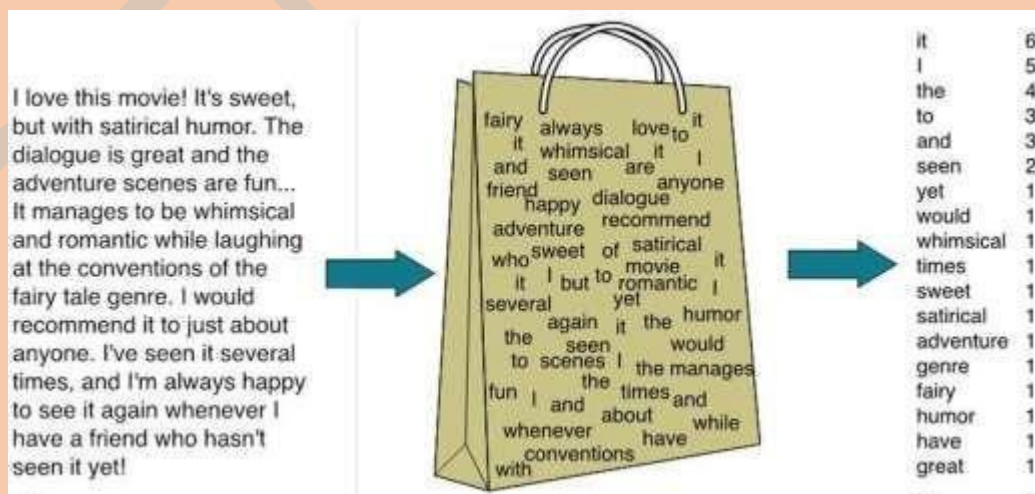 I love this movie! It's sweet,
but with satirical humor. The
dialogue is great and the
adventure scenes are fun...
It manages to be whimsical
and romantic while laughing
at the conventions of the
fairy tale genre. I would
recommend it to just about
anyone. I've seen it several
times, and I'm always happy
to see it again whenever I
have a friend who hasn't
seen it yet!
fairy always love to it
it whimsical it I
and seen are
friend anyone
happy dialogue
adventure recommend
who sweet of satirical
it I but to movie it
romantic I
several yet
again it the humor
the seen would
to scenes I the manages
fun the times and
I and about while
whenever have
conventions
with
it 6
I 5
the 4
to 3
and 3
seen 2
yet 1
would 1
whimsical 1
times 1
sweet 1
satirical 1
adventure 1
genre 1
fairy 1
humor 1
have 1
great 1